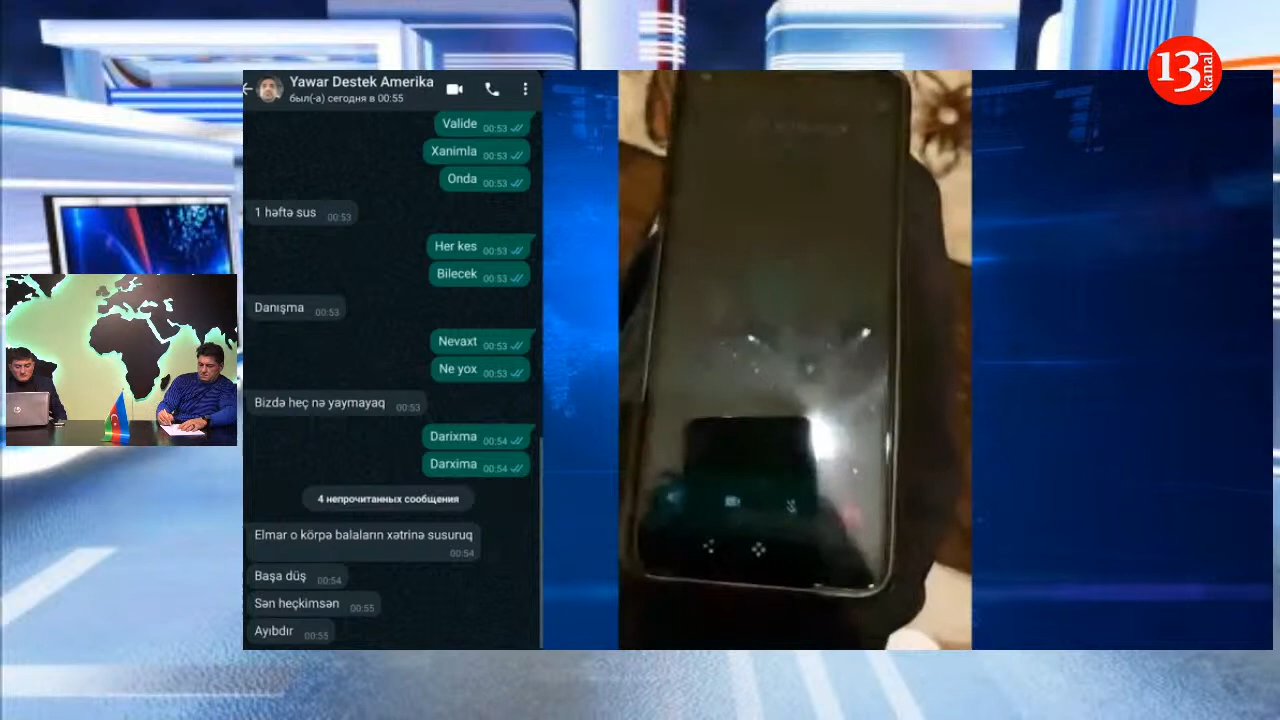 13
kanal
Yawar Destek Amerika
был(-а) сегодня в 00:55
Valide 00:53
Xanimla 00:53
Onda 00:53
1 həftə sus 00:53
Her kes 00:53
Bilecek 00:53
Danışma 00:53
Nevaxt 00:53
Ne yox 00:53
Bizdə heç nə yaymayaq 00:53
Darixma 00:54
Darxima 00:54
4 непрочитанных сообщения
Elmar o körpə balaların xətrinə susuruq
00:54
Başa düş 00:54
Sən heçkimsən 00:55
Ayıbdır 00:55